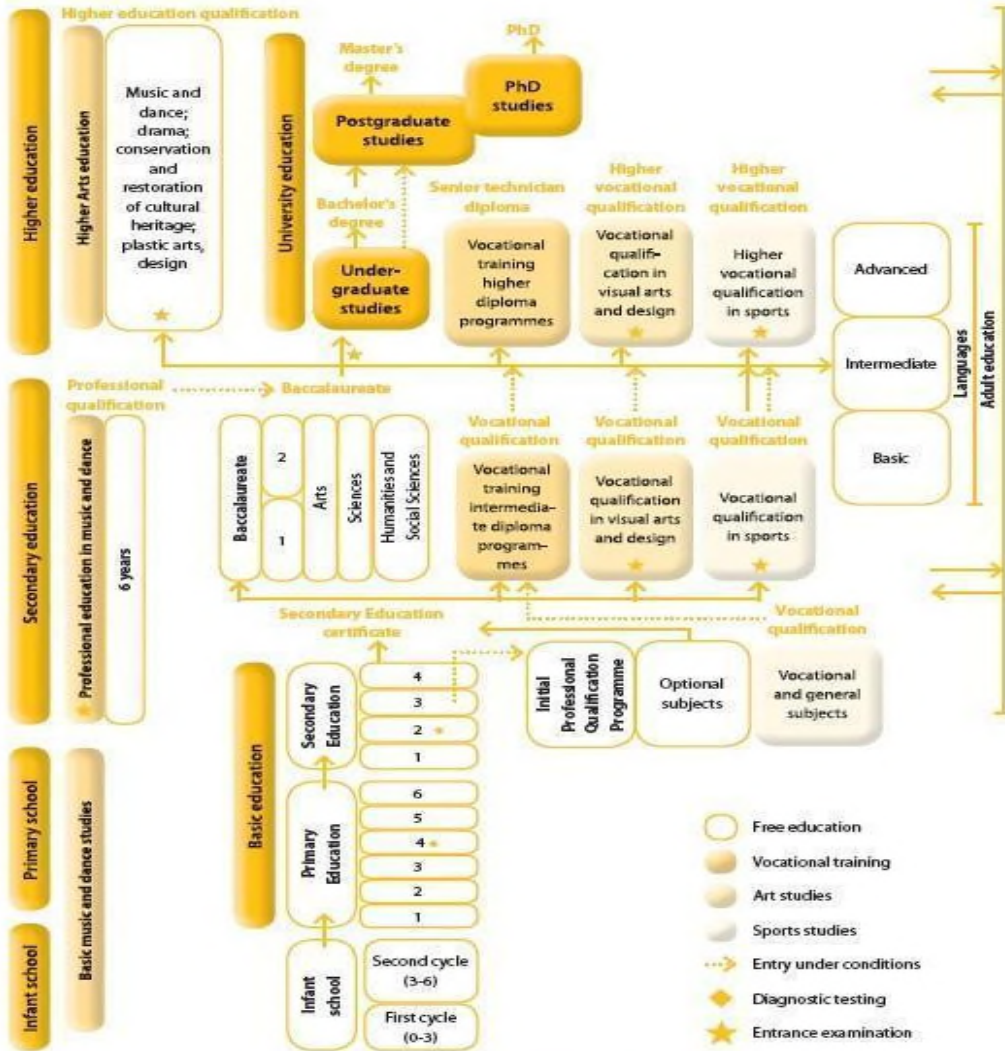 Higher education
Higher education qualification
Higher Arts education
Music and
dance;
drama;
conservation
and
restoration
of cultural
heritage;
plastic arts,
design
University education
Master's
degree
PhD
PhD
studies
Postgraduate
studies
Bachelor's
degree
Under-
graduate
studies
Senior technician
diploma
Vocational
training
higher
diploma
programmes
Higher
vocational
qualification
Vocational
qualifi-
cation in
visual arts
and design
Higher
vocational
qualification
Higher
vocational
qualification
in sports
Advanced
Intermediate
Basic
Languages
Adult education
Secondary education
Professional
qualification
Baccalaureate
Professional education in music and dance
6 years
Baccalaureate
2
1
Arts
Sciences
Humanities and
Social Sciences
Vocational
qualification
Vocational
training
intermedia-
te diploma
program-
mes
Vocational
qualification
Vocational
qualification
in visual arts
and design
Vocational
qualification
Vocational
qualification
in sports
Secondary Education
certificate
Vocational
qualification
Basic education
Secondary
Education
4
3
2
1
Initial
Professional
Qualification
Programme
Optional
subjects
Vocational
and general
subjects
Primary school
Basic music and dance studies
Primary
Education
6
5
4
3
2
1
Infant school
Infant
school
Second cycle
(3-6)
First cycle
(0-3)
Free education
Vocational training
Art studies
Sports studies
Entry under conditions
Diagnostic testing
Entrance examination